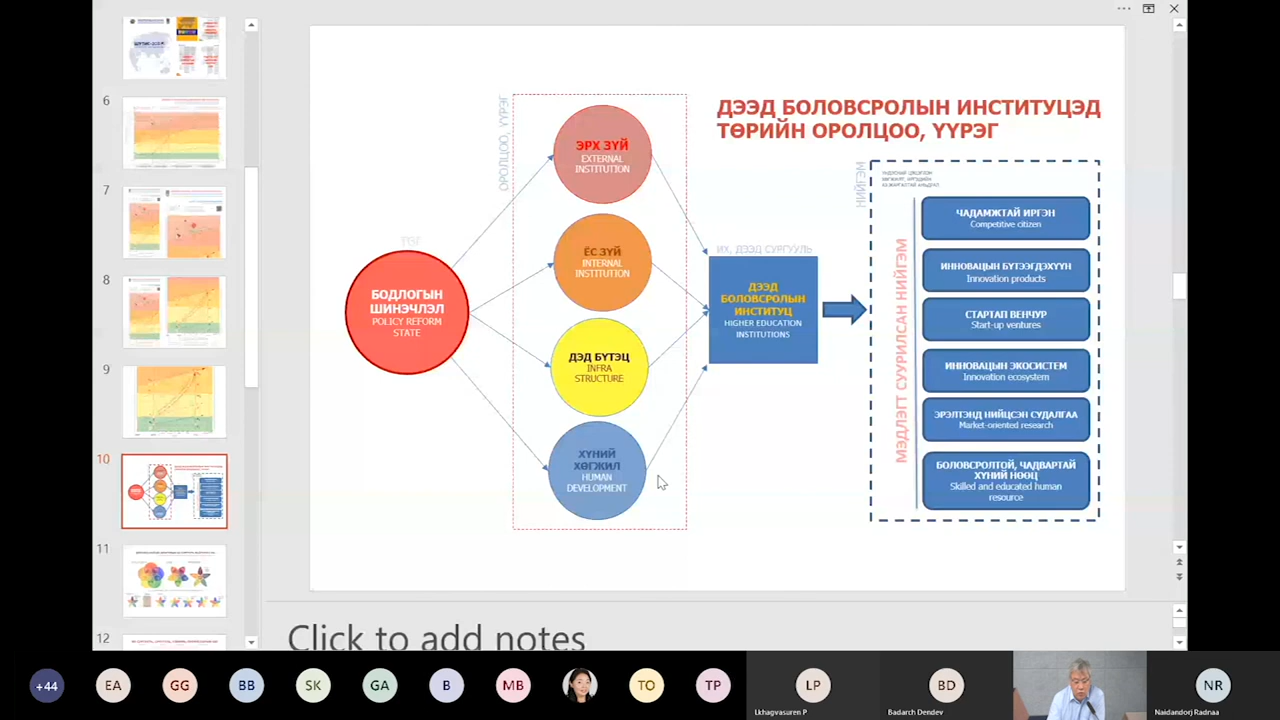 6
7
8
9
10
11
12
ДЭЭД БОЛОВСРОЛЫН ИНСТИТУЦЭД
ТӨРИЙН ОРОЛЦОО, ҮҮРЭГ
ОРОЛЦОО, ҮҮРЭГ
ТӨР
БОДЛОГЫН
ШИНЭЧЛЭЛ
POLICY REFORM
STATE
ЭРХ ЗҮЙ
EXTERNAL
INSTITUTION
ЁС ЗҮЙ
INTERNAL
INSTITUTION
ДЭД БҮТЭЦ
INFRA
STRUCTURE
ХҮНИЙ
ХӨГЖИЛ
HUMAN
DEVELOPMENT
ИХ, ДЭЭД СУРГУУЛЬ
ДЭЭД
БОЛОВСРОЛЫН
ИНСТИТУЦ
HIGHER EDUCATION
INSTITUTIONS
НИЙГЭМ
МЭДЛЭГТ СУУРИЛСАН НИЙГЭМ
ЧАДАМЖТАЙ ИРГЭН
Competitive citizen
ИННОВАЦЫН БҮТЭЭГДЭХҮҮН
Innovation products
СТАРТАП ВЕНЧУР
Start-up ventures
ИННОВАЦЫН ЭКОСИСТЕМ
Innovation ecosystem
ЭРЭЛТЭНД НИЙЦСЭН СУДАЛГАА
Market-oriented research
БОЛОВСРОЛТОЙ, ЧАДВАРТАЙ
ХҮНИЙ НӨӨЦ
Skilled and educated human
resource
Click to add notes
+44
EA
GG
BB
SK
GA
B
MB
TO
TP
LP
Lkhagvasuren P
BD
Badarch Dendev
NR
Naidandorj Radnaa